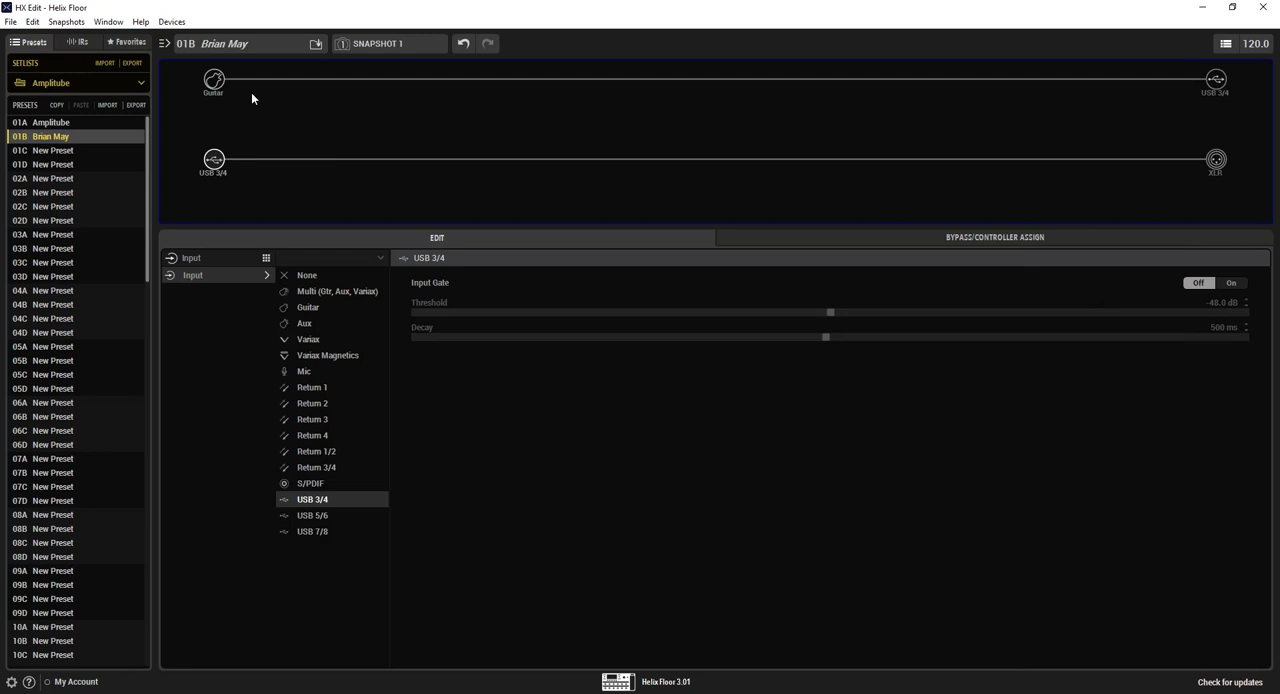 HX Edit - Helix Floor
File Edit Snapshots Window Help Devices
Presets IRs Favorites 01B Brian May 1 SNAPSHOT 1 120.0
SETLISTS IMPORT EXPORT
Amplitube
PRESETS COPY PASTE IMPORT EXPORT
01A Amplitube
01B Brian May
01C New Preset
01D New Preset
02A New Preset
02B New Preset
02C New Preset
02D New Preset
03A New Preset
03B New Preset
03C New Preset
03D New Preset
04A New Preset
04B New Preset
04C New Preset
04D New Preset
05A New Preset
05B New Preset
05C New Preset
05D New Preset
06A New Preset
06B New Preset
06C New Preset
06D New Preset
07A New Preset
07B New Preset
07C New Preset
07D New Preset
08A New Preset
08B New Preset
08C New Preset
08D New Preset
09A New Preset
09B New Preset
09C New Preset
09D New Preset
10A New Preset
10B New Preset
10C New Preset
Guitar USB 3/4
USB 3/4 XLR
EDIT BYPASS/CONTROLLER ASSIGN
Input
Input
None
Multi (Gtr, Aux, Variax)
Guitar
Aux
Variax
Variax Magnetics
Mic
Return 1
Return 2
Return 3
Return 4
Return 1/2
Return 3/4
S/PDIF
USB 3/4
USB 5/6
USB 7/8
USB 3/4
Input Gate Off On
Threshold -48.0 dB
Decay 500 ms
? My Account Helix Floor 3.01 Check for updates